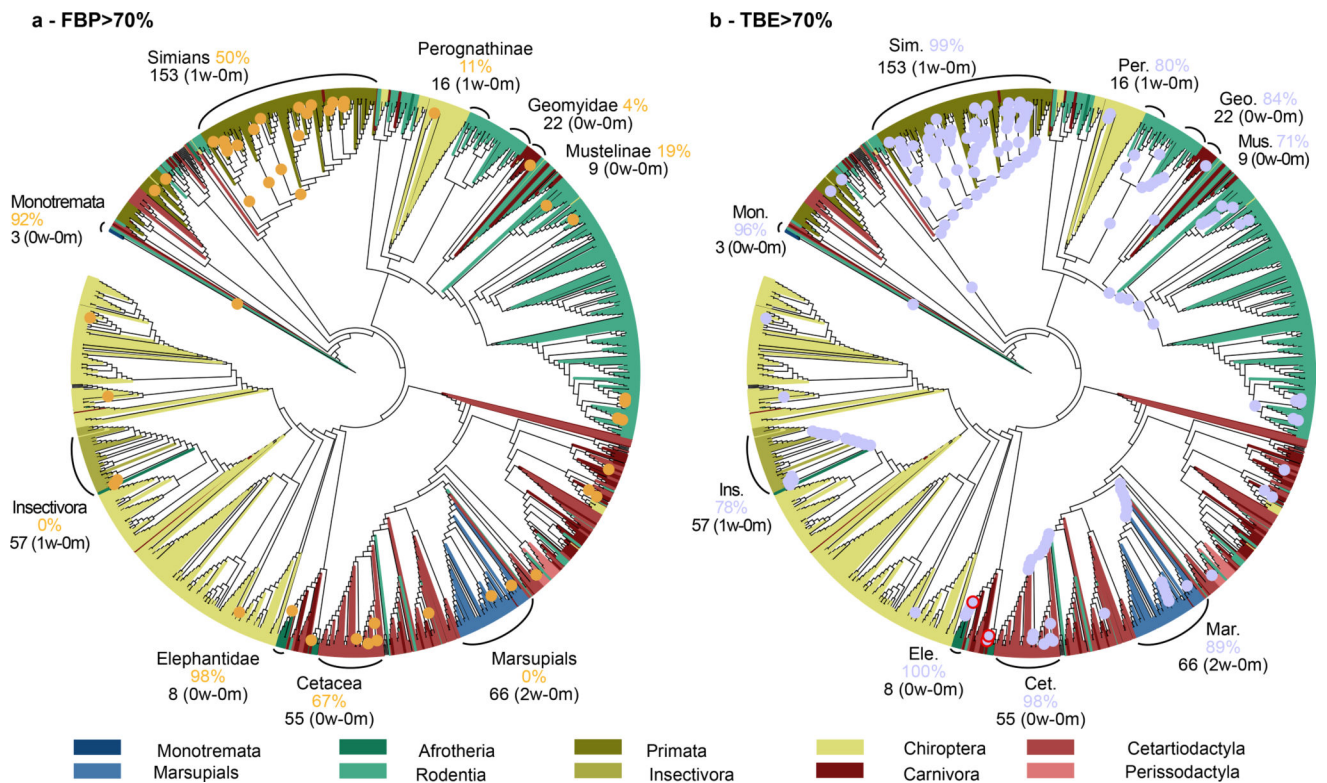 a - FBP>70%
Simians 50%
153 (1w-0m)
Perognathinae
11%
16 (1w-0m)
Geomyidae 4%
22 (0w-0m)
Mustelinae 19%
9 (0w-0m)
Monotremata
92%
3 (0w-0m)
Insectivora
0%
57 (1w-0m)
Elephantidae
98%
8 (0w-0m)
Cetacea
67%
55 (0w-0m)
Marsupials
0%
66 (2w-0m)
b - TBE>70%
Sim. 99%
153 (1w-0m)
Per. 80%
16 (1w-0m)
Geo. 84%
22 (0w-0m)
Mus. 71%
9 (0w-0m)
Mon.
96%
3 (0w-0m)
Ins.
78%
57 (1w-0m)
Ele.
100%
8 (0w-0m)
Cet.
98%
55 (0w-0m)
Mar.
89%
66 (2w-0m)
Monotremata
Marsupials
Afrotheria
Rodentia
Primata
Insectivora
Chiroptera
Carnivora
Cetartiodactyla
Perissodactyla